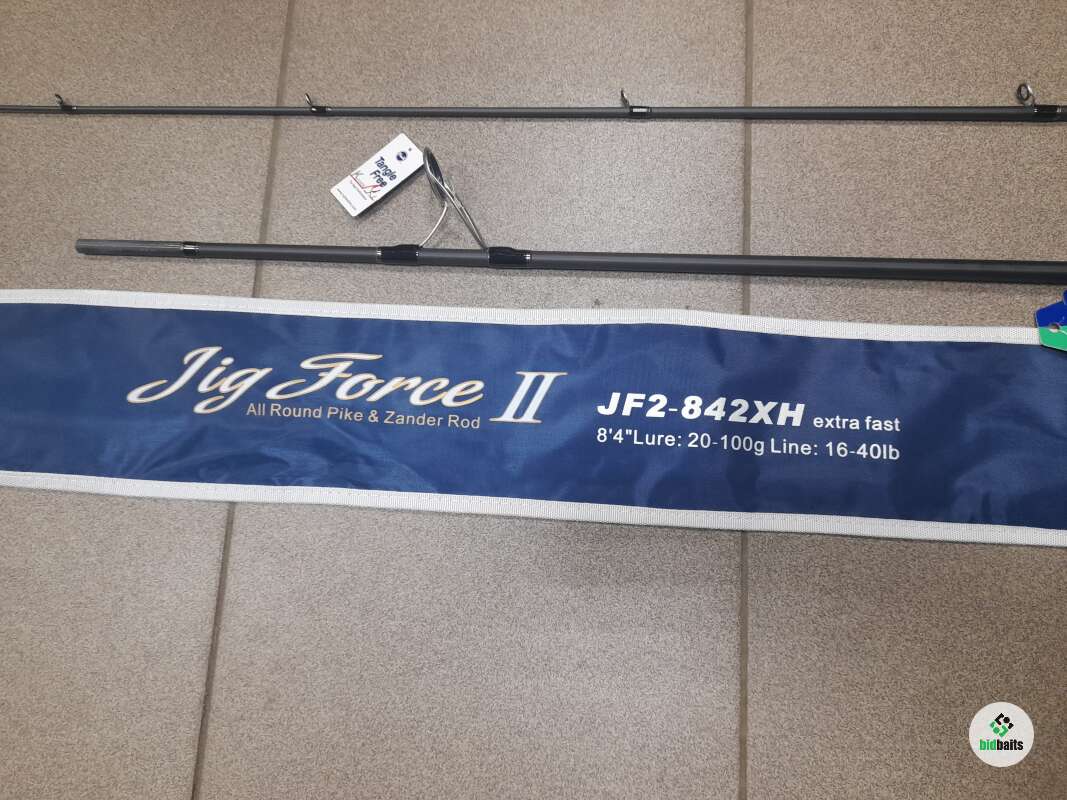 Tangle
Free
Jig Force II
All Round Pike & Zander Rod
JF2-842XH extra fast
8'4"Lure: 20-100g Line: 16-40lb
bidbaits